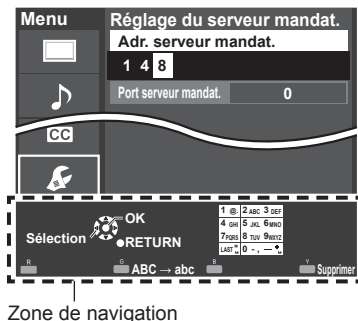 Menu
Réglage du serveur mandat.
Adr. serveur mandat.
1 4 8
Port serveur mandat. 0
CC
Sélection
OK
RETURN
1 @. 2 ABC 3 DEF
4 GHI 5 JKL 6 MNO
7 PQRS 8 TUV 9 WXYZ
LAST * 0 - ,
R
G
ABC → abc
B
Y
Supprimer
Zone de navigation